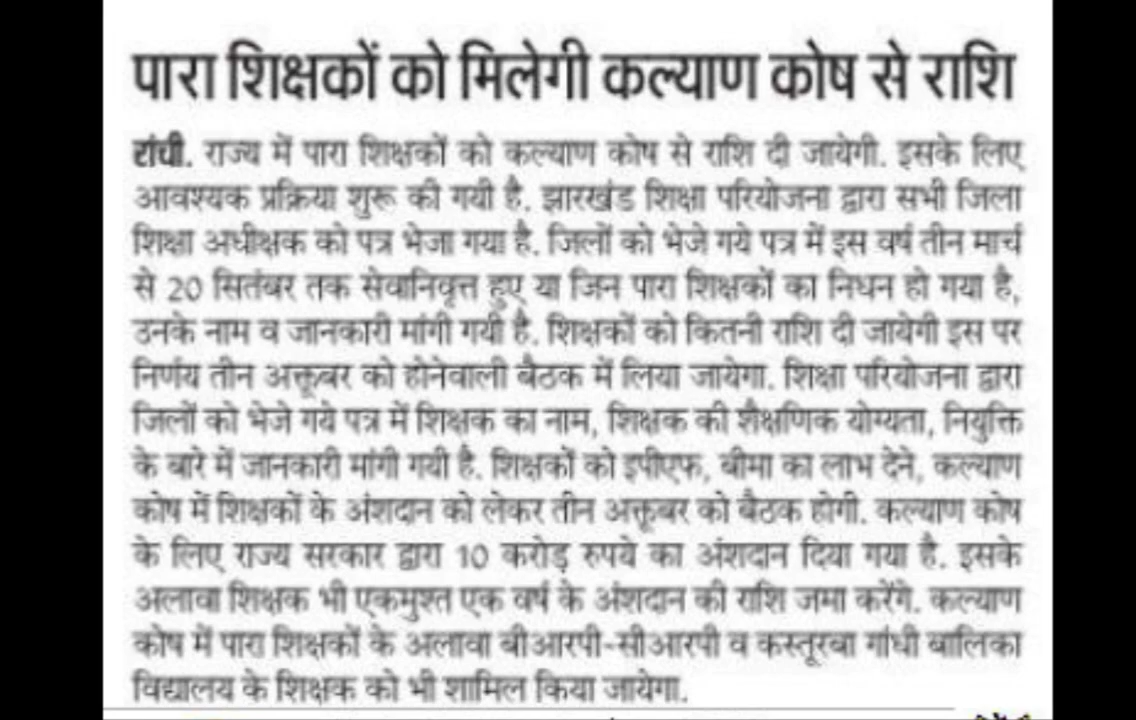 पारा शिक्षकों को मिलेगी कल्याण कोष से राशि
रांची. राज्य में पारा शिक्षकों को कल्याण कोष से राशि दी जायेगी. इसके लिए
आवश्यक प्रक्रिया शुरू की गयी है. झारखंड शिक्षा परियोजना द्वारा सभी जिला
शिक्षा अधीक्षक को पत्र भेजा गया है. जिलों को भेजे गये पत्र में इस वर्ष तीन मार्च
से 20 सितंबर तक सेवानिवृत्त हुए या जिन पारा शिक्षकों का निधन हो गया है,
उनके नाम व जानकारी मांगी गयी है. शिक्षकों को कितनी राशि दी जायेगी इस पर
निर्णय तीन अक्तूबर को होनेवाली बैठक में लिया जायेगा. शिक्षा परियोजना द्वारा
जिलों को भेजे गये पत्र में शिक्षक का नाम, शिक्षक की शैक्षणिक योग्यता, नियुक्ति
के बारे में जानकारी मांगी गयी है. शिक्षकों को इपीएफ, बीमा का लाभ देने, कल्याण
कोष में शिक्षकों के अंशदान को लेकर तीन अक्तूबर को बैठक होगी. कल्याण कोष
के लिए राज्य सरकार द्वारा 10 करोड़ रुपये का अंशदान दिया गया है. इसके
अलावा शिक्षक भी एकमुश्त एक वर्ष के अंशदान की राशि जमा करेंगे. कल्याण
कोष में पारा शिक्षकों के अलावा बीआरपी-सीआरपी व कस्तूरबा गांधी बालिका
विद्यालय के शिक्षक को भी शामिल किया जायेगा.